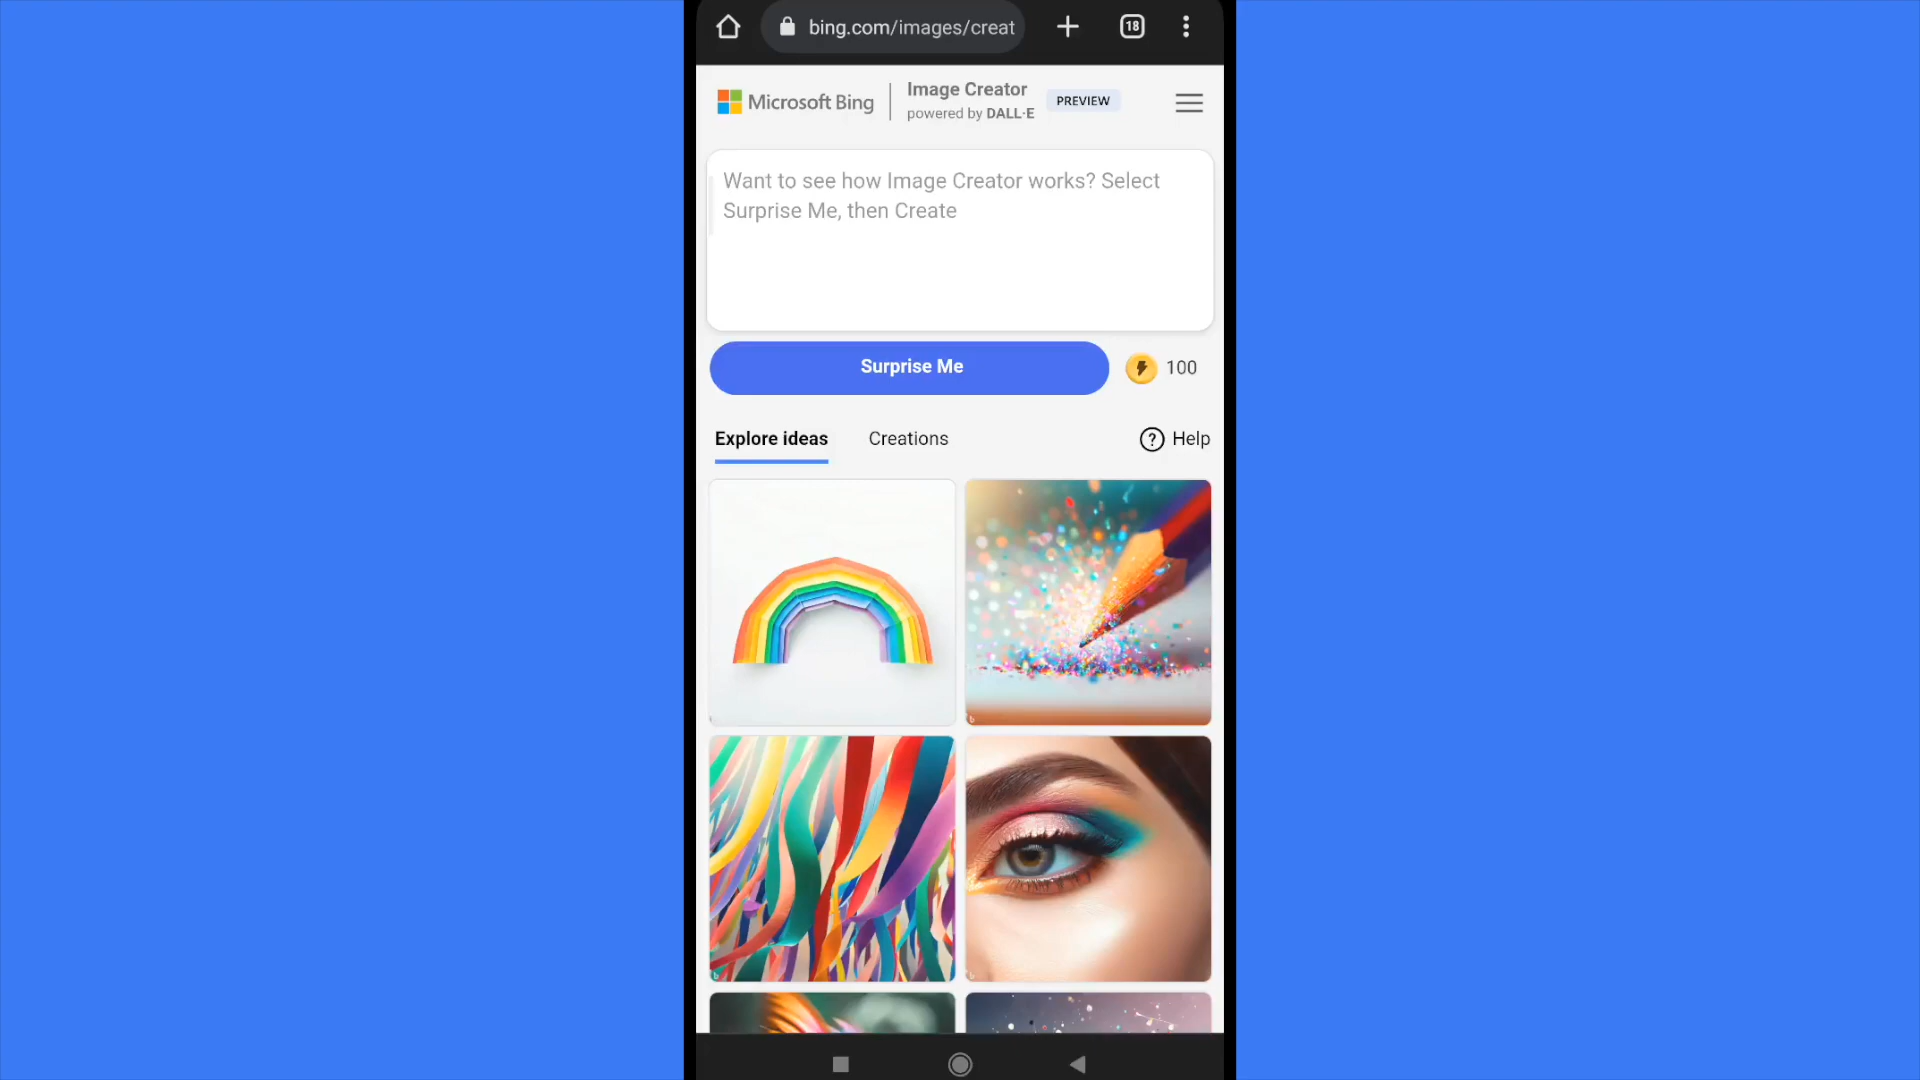 bing.com/images/creat
18
Microsoft Bing
Image Creator
powered by DALL·E
PREVIEW
Want to see how Image Creator works? Select
Surprise Me, then Create
Surprise Me
100
Explore ideas
Creations
? Help